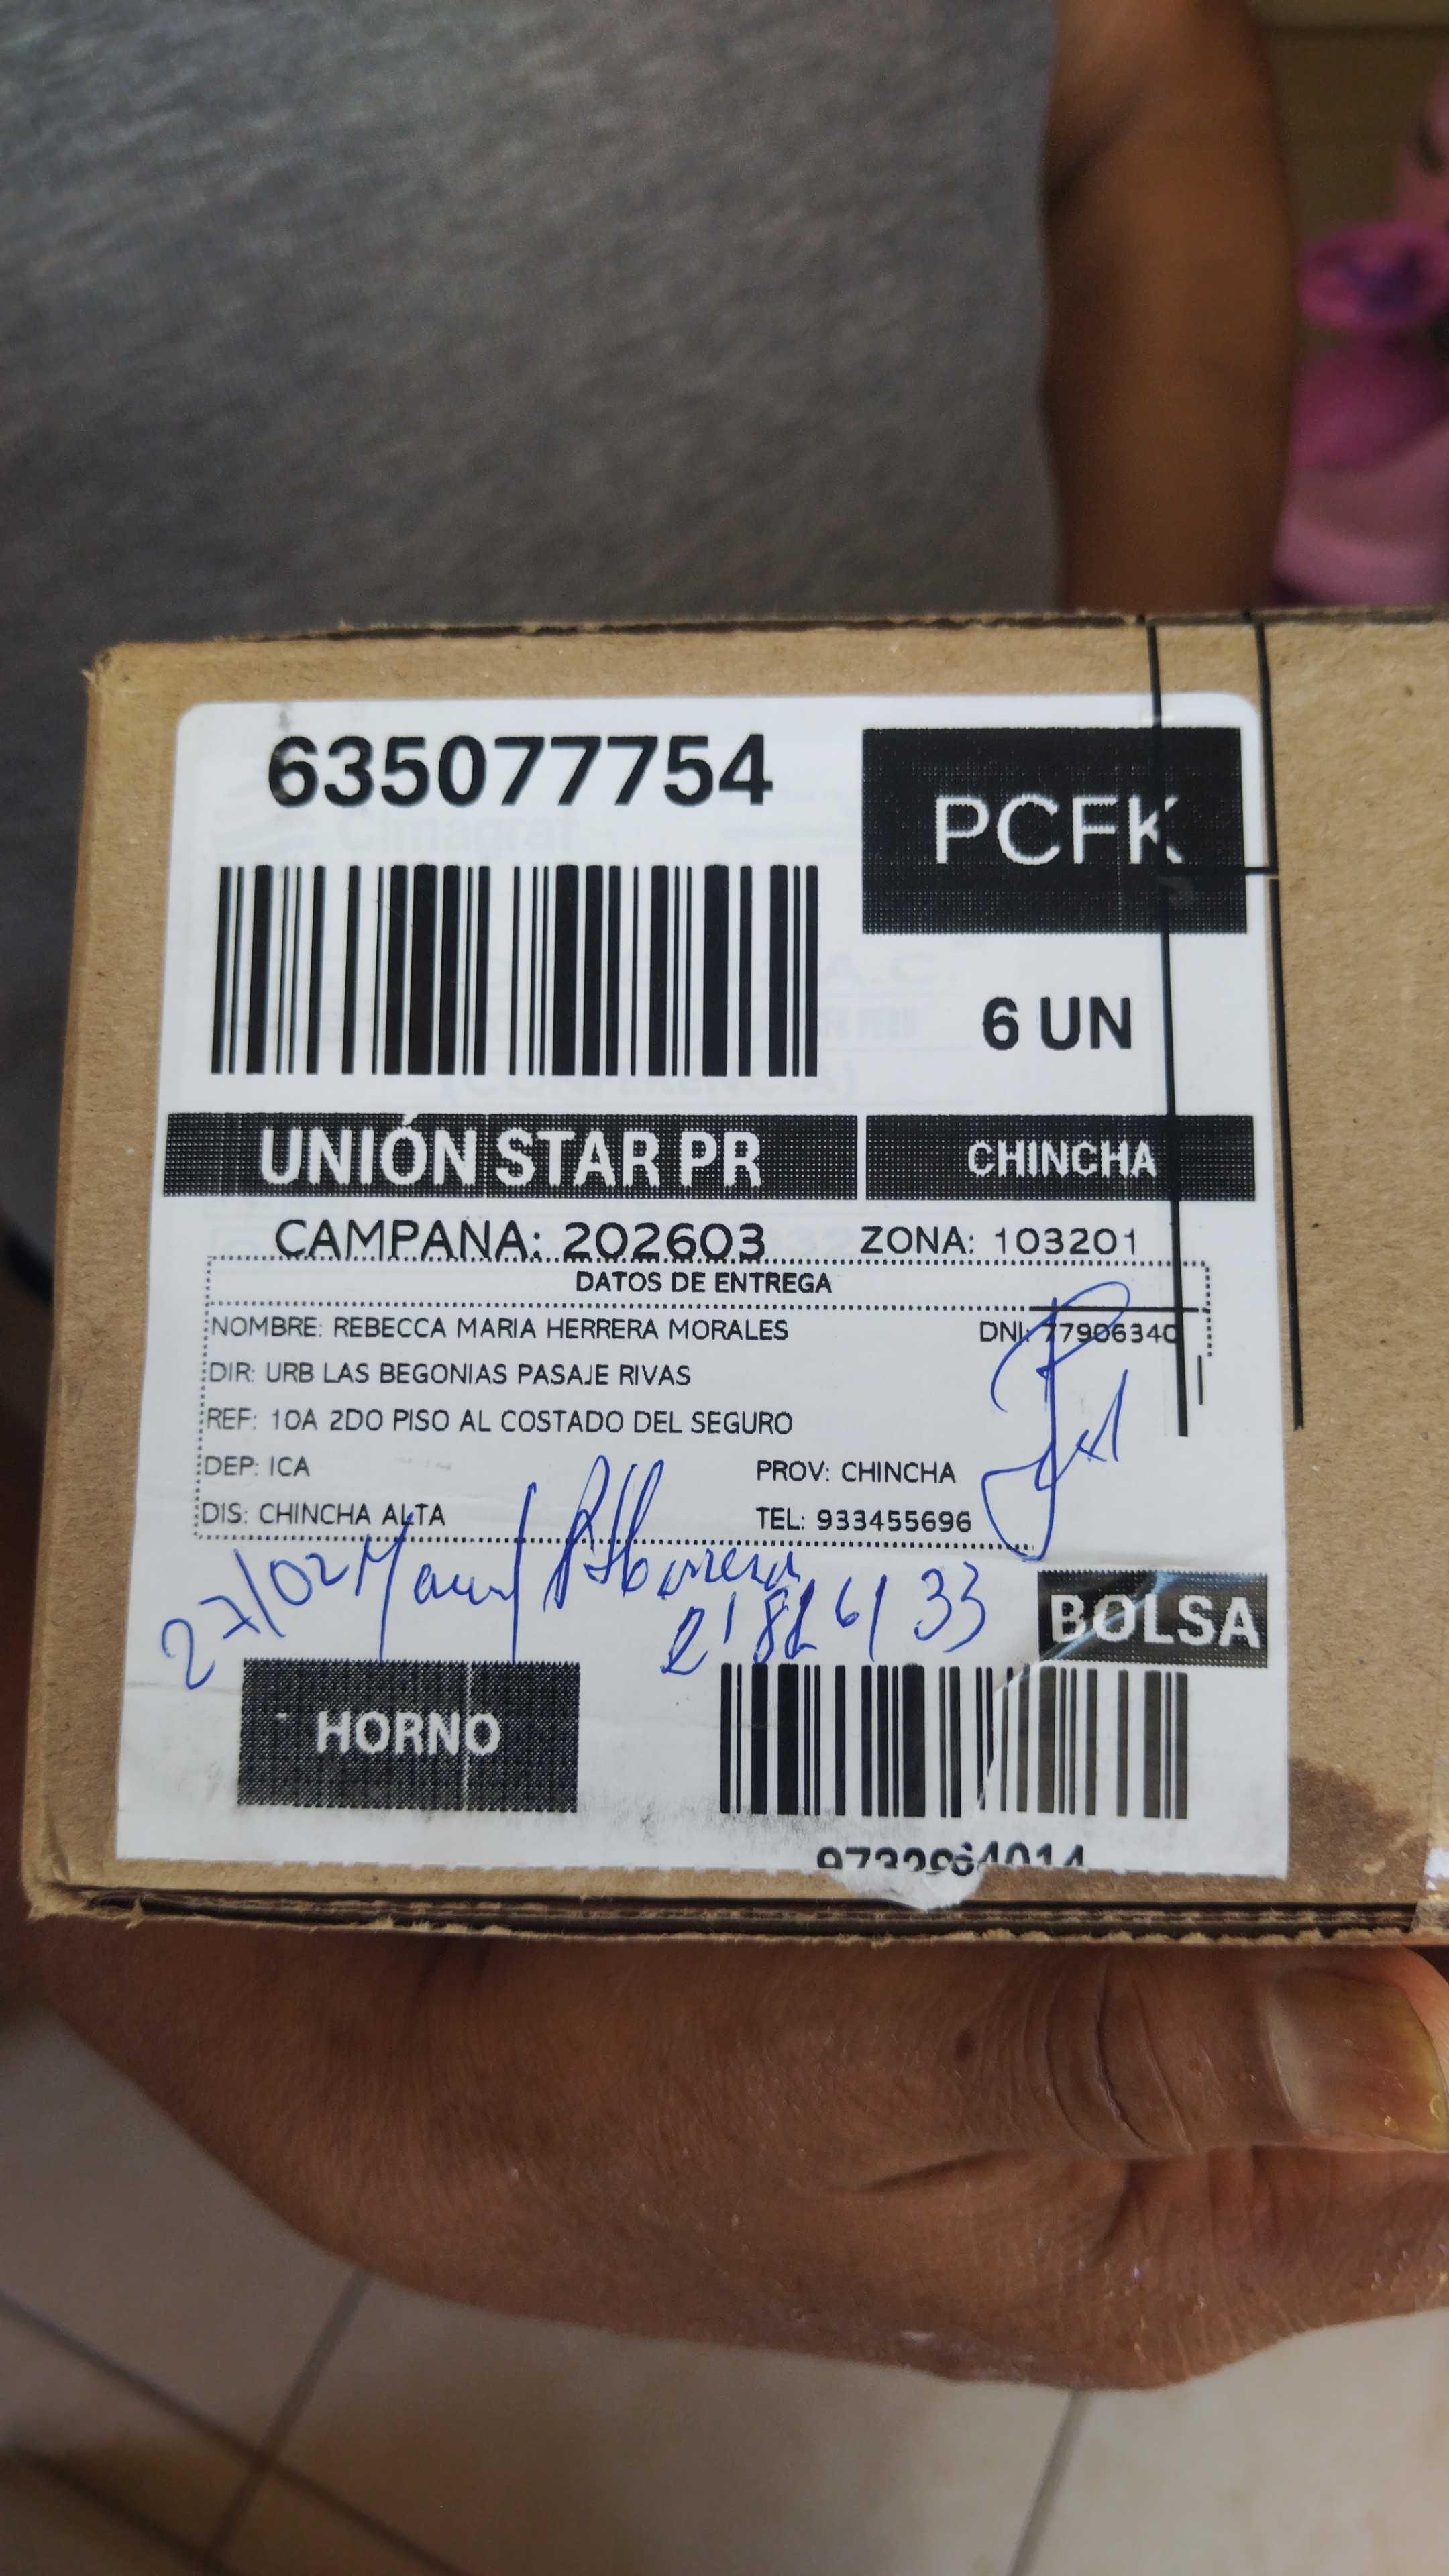 635077754
PCFK
6 UN
UNIÓN STAR PR
CHINCHA
CAMPANA: 202603 ZONA: 103201
DATOS DE ENTREGA
NOMBRE: REBECCA MARIA HERRERA MORALES DNI: 77906340
DIR: URB LAS BEGONIAS PASAJE RIVAS
REF: 10A 2DO PISO AL COSTADO DEL SEGURO
DEP: ICA PROV: CHINCHA
DIS: CHINCHA ALTA TEL: 933455696
27/02
BOLSA
HORNO